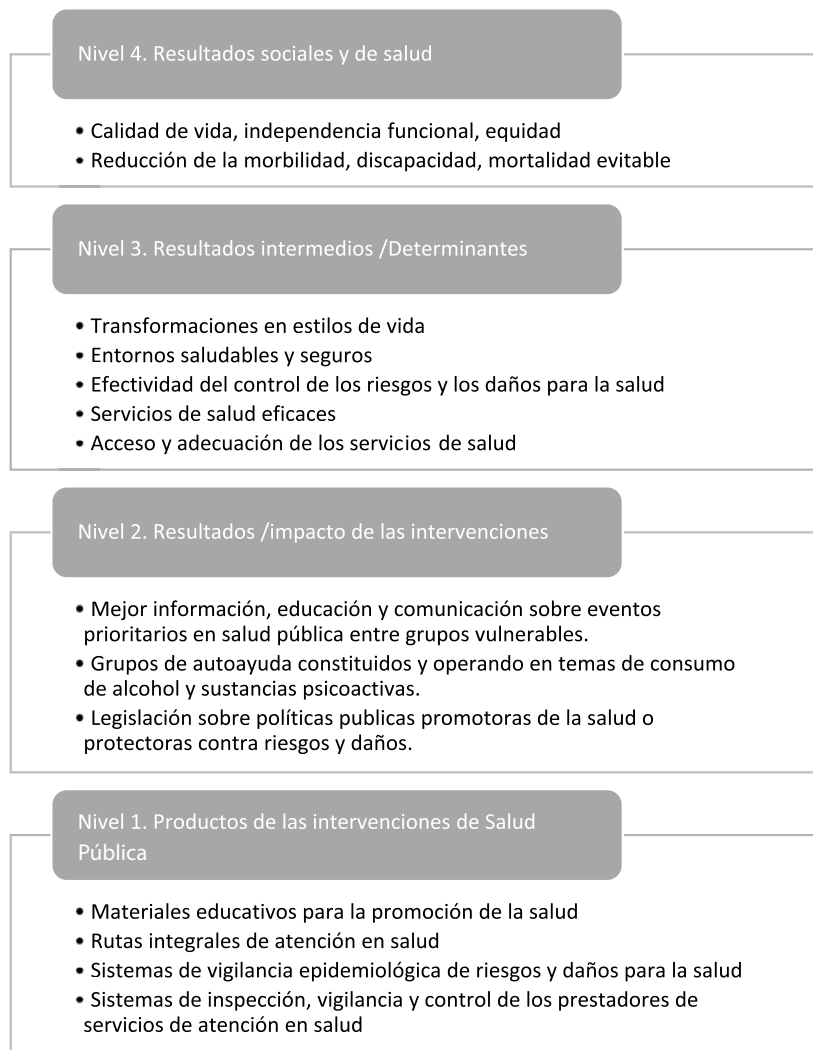 Nivel 4. Resultados sociales y de salud
• Calidad de vida, independencia funcional, equidad
• Reducción de la morbilidad, discapacidad, mortalidad evitable
Nivel 3. Resultados intermedios /Determinantes
• Transformaciones en estilos de vida
• Entornos saludables y seguros
• Efectividad del control de los riesgos y los daños para la salud
• Servicios de salud eficaces
• Acceso y adecuación de los servicios de salud
Nivel 2. Resultados /impacto de las intervenciones
• Mejor información, educación y comunicación sobre eventos
prioritarios en salud pública entre grupos vulnerables.
• Grupos de autoayuda constituidos y operando en temas de consumo
de alcohol y sustancias psicoactivas.
• Legislación sobre políticas publicas promotoras de la salud o
protectoras contra riesgos y daños.
Nivel 1. Productos de las intervenciones de Salud
Pública
• Materiales educativos para la promoción de la salud
• Rutas integrales de atención en salud
• Sistemas de vigilancia epidemiológica de riesgos y daños para la salud
• Sistemas de inspección, vigilancia y control de los prestadores de
servicios de atención en salud